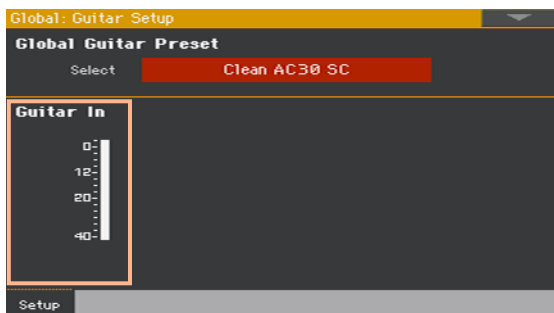 Global: Guitar Setup
Global Guitar Preset
Select Clean AC30 SC
Guitar In
0
12
20
40
Setup